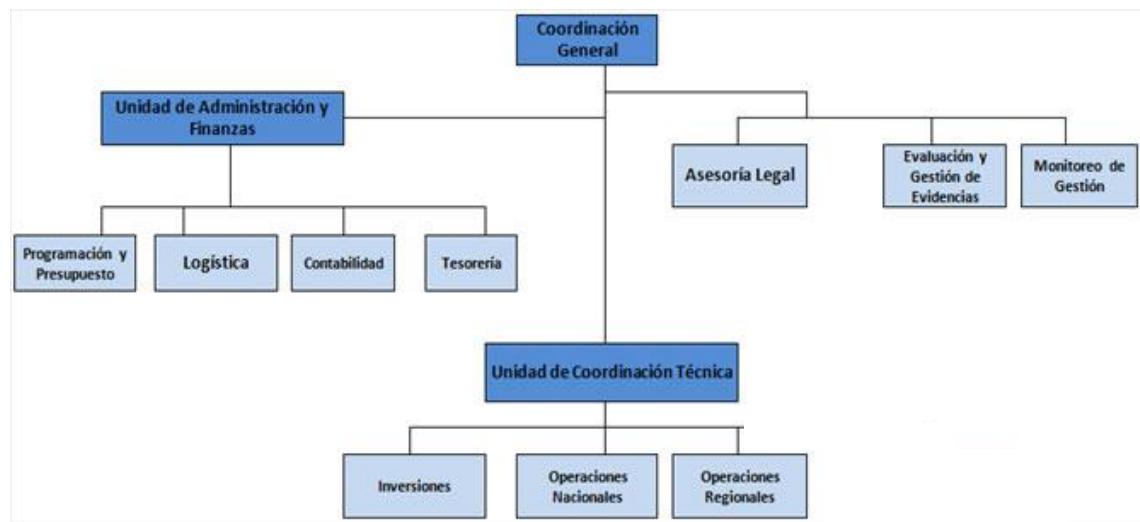 Coordinación
General
Unidad de Administración y
Finanzas
Asesoría Legal
Evaluación y
Gestión de
Evidencias
Monitoreo de
Gestión
Programación y
Presupuesto
Logística
Contabilidad
Tesorería
Unidad de Coordinación Técnica
Inversiones
Operaciones
Nacionales
Operaciones
Regionales